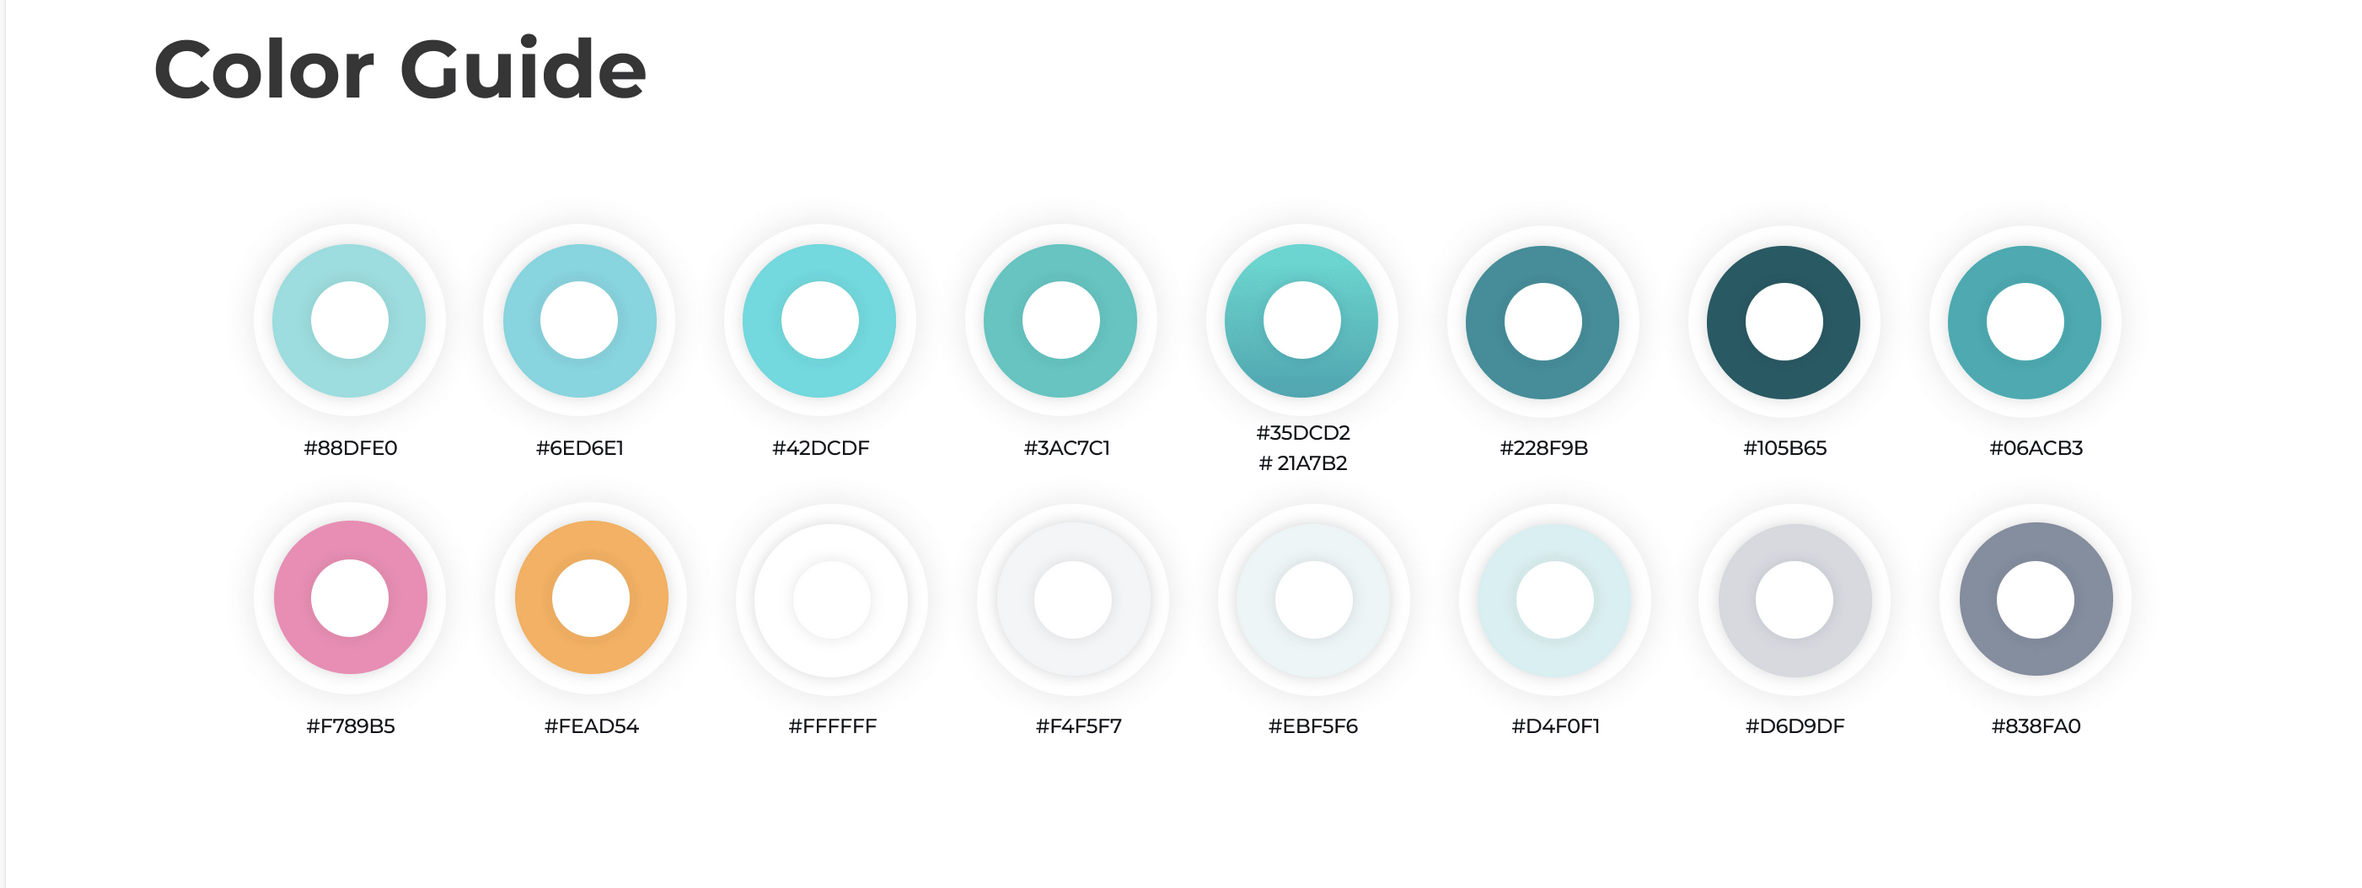 Color Guide
#88DFE0
#6ED6E1
#42DCDF
#3AC7C1
#35DCD2
# 21A7B2
#228F9B
#105B65
#06ACB3
#F789B5
#FEAD54
#FFFFFF
#F4F5F7
#EBF5F6
#D4F0F1
#D6D9DF
#838FA0